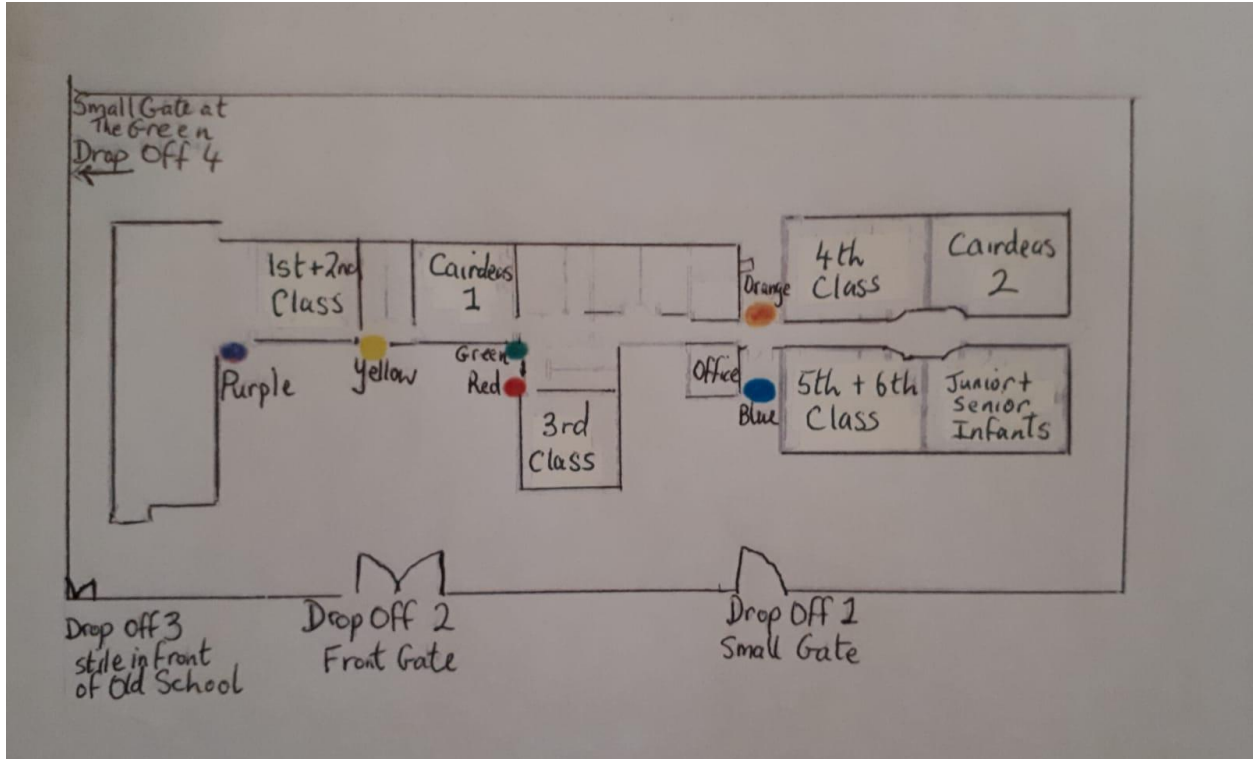 Small Gate at
The Green
Drop Off 4
1st + 2nd
Class
Cairdeas
1
4th
Class
Cairdeas
2
Orange
Purple
Yellow
Green
Red
3rd
Class
Office
Blue
5th + 6th
Class
Junior +
Senior
Infants
Drop off 3
stile in front
of Old School
Drop Off 2
Front Gate
Drop Off 1
Small Gate